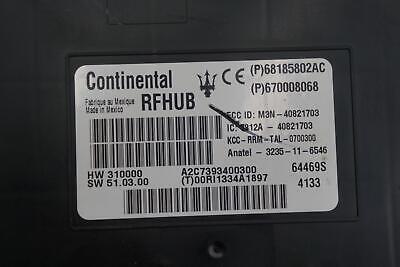 Continental
CE
(P)68185802AC
Fabriqué au Mexique
Made in Mexico
RFHUB
(P)670008068
FCC ID: M3N - 40821703
IC: 7812A - 40821703
KCC-RRM-TAL-0700300
Anatel - 3235-11-6546
HW 310000
A2C7393400300
64469S
SW 51.03.00
(T)00RI1334A1897
4133